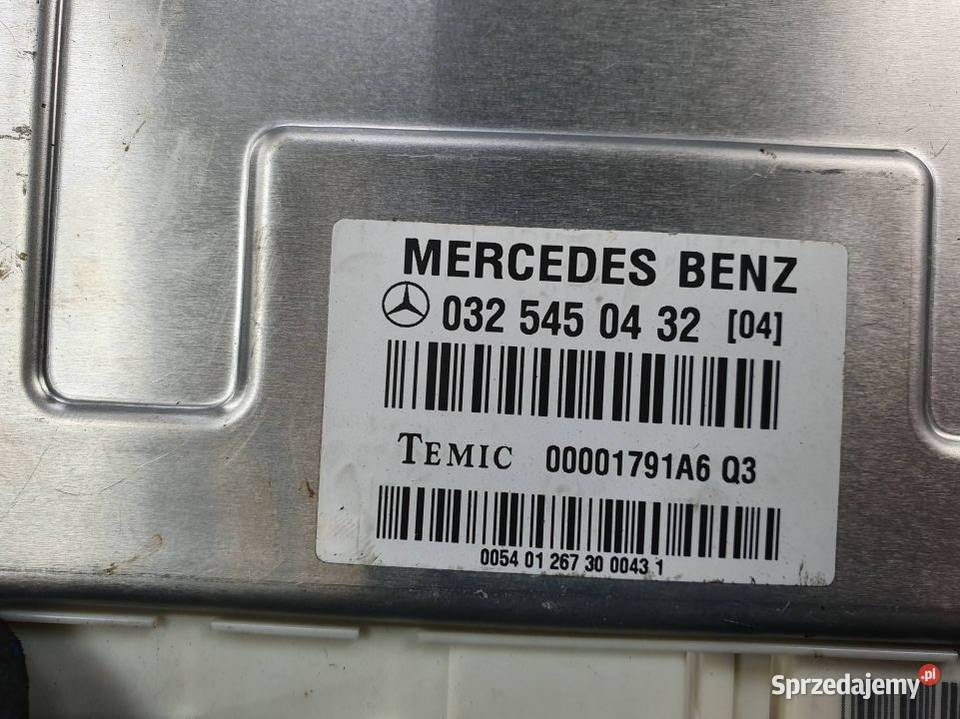 MERCEDES BENZ
032 545 04 32 [04]
TEMIC 00001791A6 Q3
0054 01 267 30 0043 1
Sprzedajemy.pl